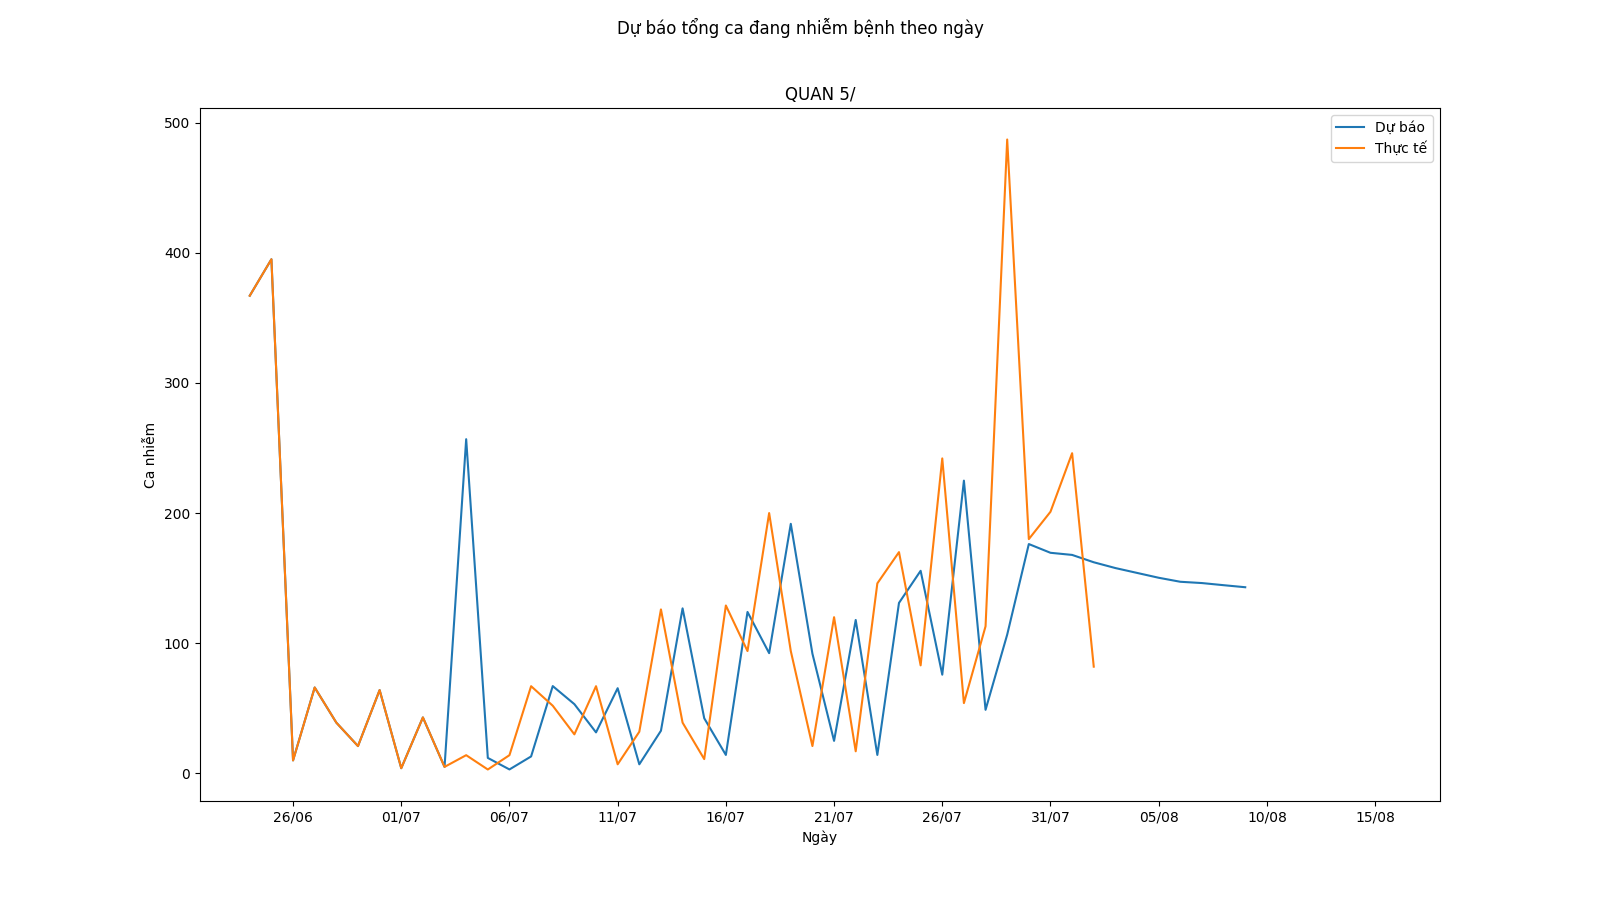 Dự báo tổng ca đang nhiễm bệnh theo ngày
QUAN 5/
Dự báo
Thực tế
500
400
300
200
100
0
Ca nhiễm
26/06 01/07 06/07 11/07 16/07 21/07 26/07 31/07 05/08 10/08 15/08
Ngày